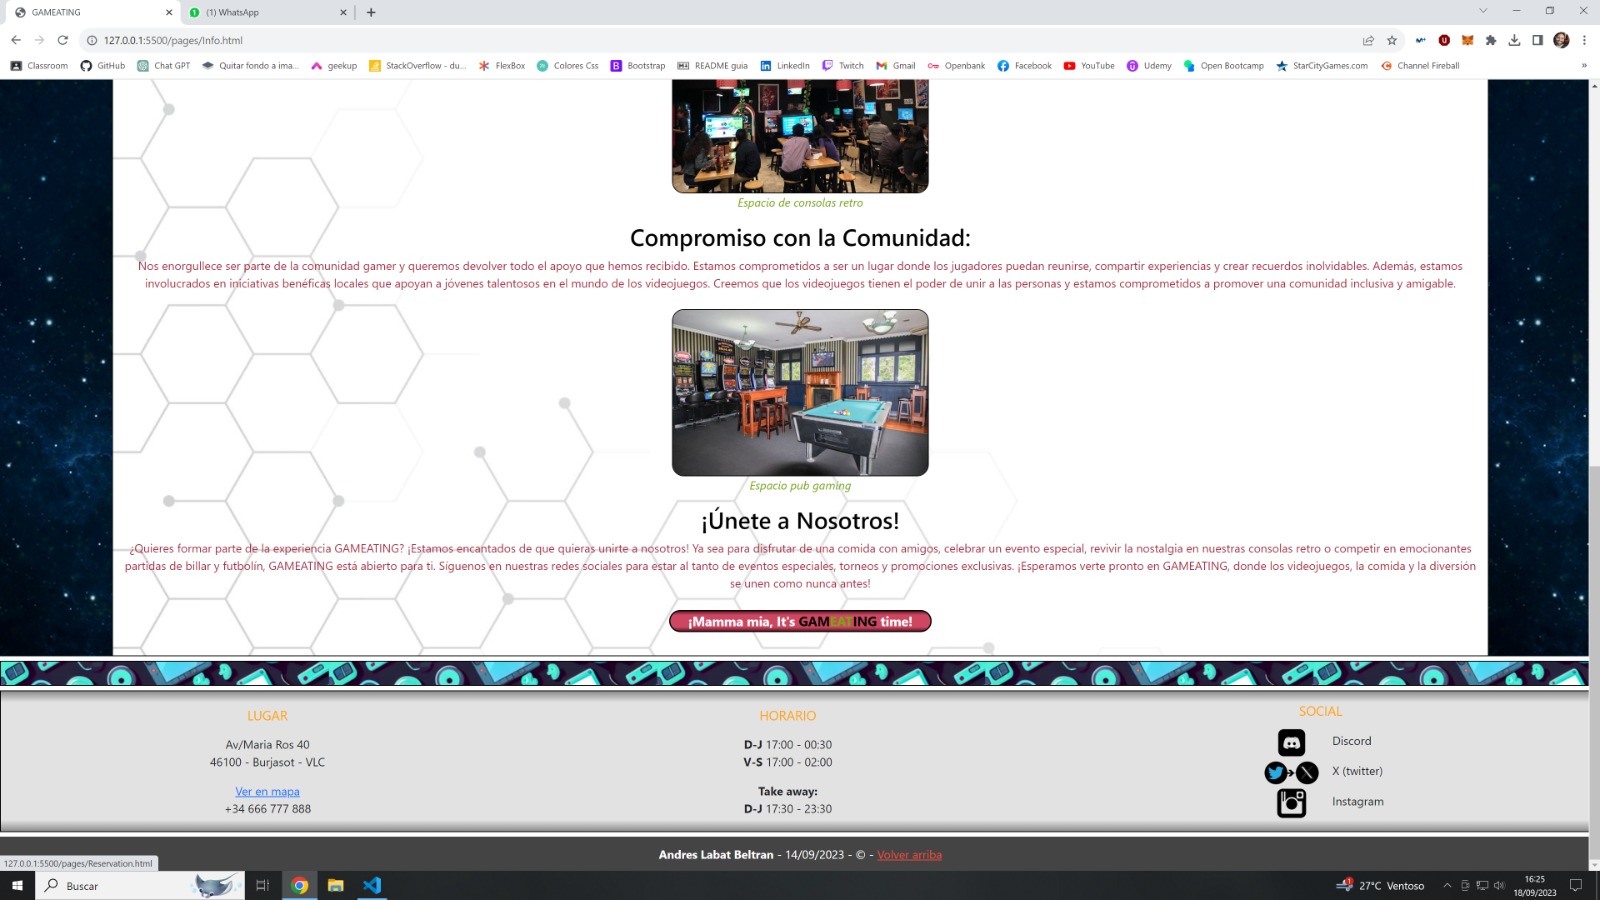 GAMEATING
(1) WhatsApp
127.0.0.1:5500/pages/Info.html
Classroom GitHub Chat GPT Quitar fondo a ima... geekup StackOverflow - du... FlexBox Colores Css Bootstrap README guia LinkedIn Twitch Gmail Openbank Facebook YouTube Udemy Open Bootcamp StarCityGames.com Channel Fireball »
Espacio de consolas retro
Compromiso con la Comunidad:
Nos enorgullece ser parte de la comunidad gamer y queremos devolver todo el apoyo que hemos recibido. Estamos comprometidos a ser un lugar donde los jugadores puedan reunirse, compartir experiencias y crear recuerdos inolvidables. Además, estamos
involucrados en iniciativas benéficas locales que apoyan a jóvenes talentosos en el mundo de los videojuegos. Creemos que los videojuegos tienen el poder de unir a las personas y estamos comprometidos a promover una comunidad inclusiva y amigable.
Espacio pub gaming
¡Únete a Nosotros!
¿Quieres formar parte de la experiencia GAMEATING? ¡Estamos encantados de que quieras unirte a nosotros! Ya sea para disfrutar de una comida con amigos, celebrar un evento especial, revivir la nostalgia en nuestras consolas retro o competir en emocionantes
partidas de billar y futbolín, GAMEATING está abierto para ti. Síguenos en nuestras redes sociales para estar al tanto de eventos especiales, torneos y promociones exclusivas. ¡Esperamos verte pronto en GAMEATING, donde los videojuegos, la comida y la diversión
se unen como nunca antes!
¡Mamma mia, It's GAMEATING time!
LUGAR
Av/Maria Ros 40
46100 - Burjasot - VLC
Ver en mapa
+34 666 777 888
HORARIO
D-J 17:00 - 00:30
V-S 17:00 - 02:00
Take away:
D-J 17:30 - 23:30
SOCIAL
Discord
X (twitter)
Instagram
Andres Labat Beltran - 14/09/2023 - © - Volver arriba
127.0.0.1:5500/pages/Reservation.html
Buscar
27°C Ventoso
16:25
18/09/2023